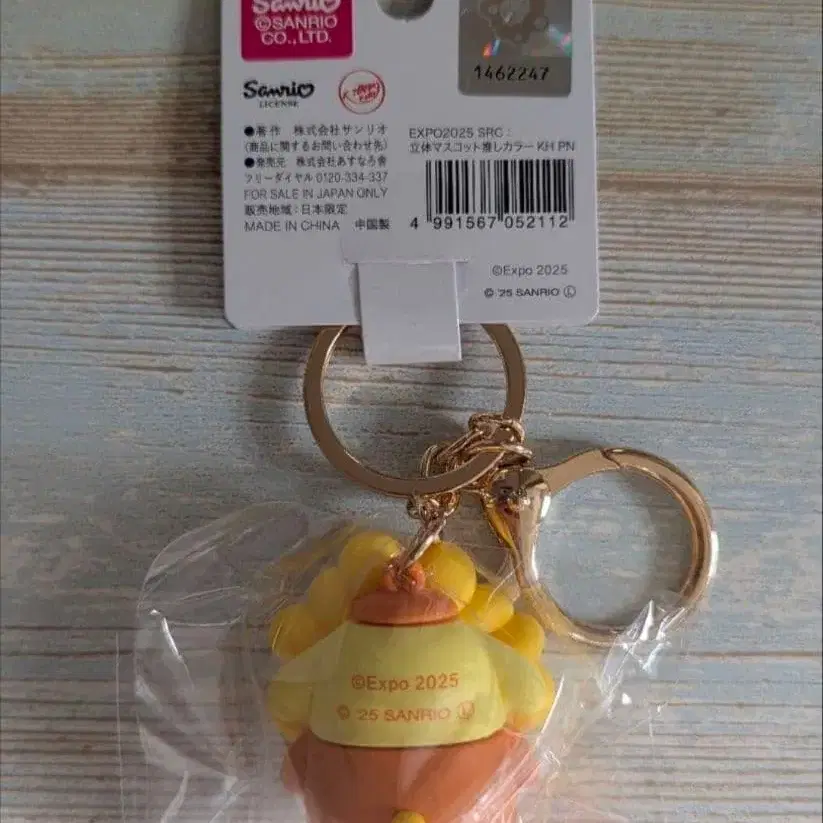 Sanrio
©SANRIO
CO., LTD.
1462247
Sanrio
LICENSE
●著作 株式会社サンリオ
(商品に関するお問い合わせ先)
●発売元 株式会社あすなろ舎
フリーダイヤル 0120-334-337
FOR SALE IN JAPAN ONLY
販売地域:日本限定
MADE IN CHINA 中国製
EXPO2025 SRC:
立体マスコット推しカラー KH PN
4 991567 052112
©Expo 2025
© '25 SANRIO Ⓛ
©Expo 2025
© '25 SANRIO Ⓛ